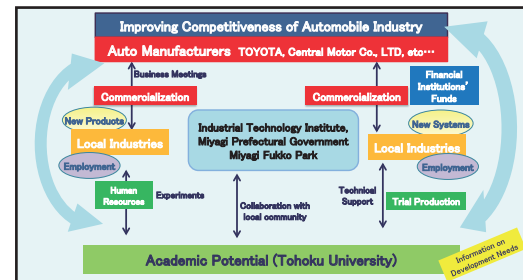 Improving Competitiveness of Automobile Industry
Auto Manufacturers TOYOTA, Central Motor Co., LTD, etc…
Business Meetings
Commercialization
New Products
Local Industries
Employment
Human
Resources
Experiments
Industrial Technology Institute,
Miyagi Prefectural Government
Miyagi Fukko Park
Collaboration with
local community
Commercialization
Financial
Institutions'
Funds
New Systems
Local Industries
Employment
Technical
Support
Trial Production
Academic Potential (Tohoku University)
Information on
Development Needs